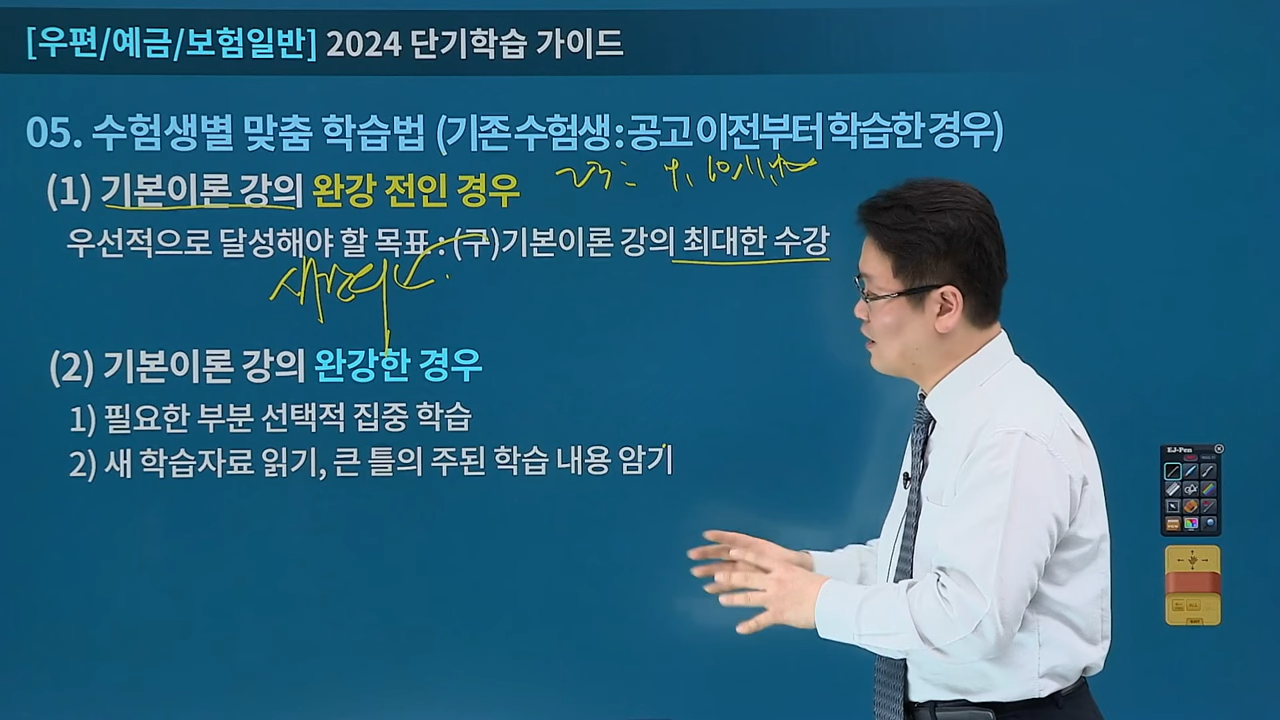 [우편/예금/보험일반] 2024 단기학습 가이드
05. 수험생별 맞춤 학습법 (기존수험생:공고 이전부터 학습한 경우)
(1) 기본이론 강의 완강 전인 경우
우선적으로 달성해야 할 목표 : (구)기본이론 강의 최대한 수강
(2) 기본이론 강의 완강한 경우
1) 필요한 부분 선택적 집중 학습
2) 새 학습자료 읽기, 큰 틀의 주된 학습 내용 암기
EJ-Pen